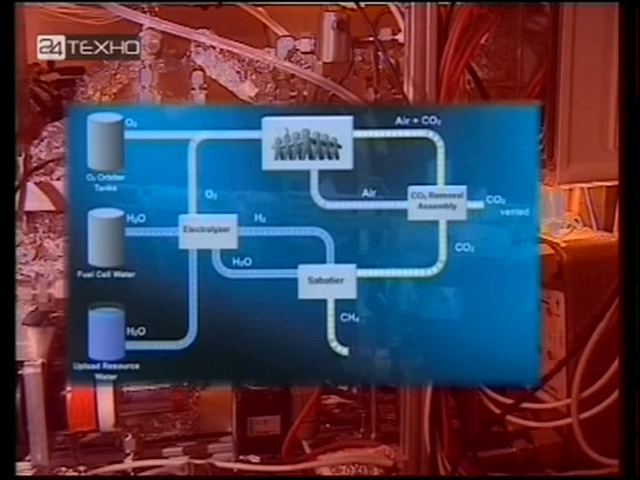 24 ТЕХНО
O₂
Air + CO₂
O₂ Orbiter
Tanks
O₂
Air
CO₂ Removal
Assembly
CO₂
vented
H₂O
Electrolyzer
H₂
H₂O
CO₂
Fuel Cell Water
Sabatier
CH₄
H₂O
Upload Resource
Water